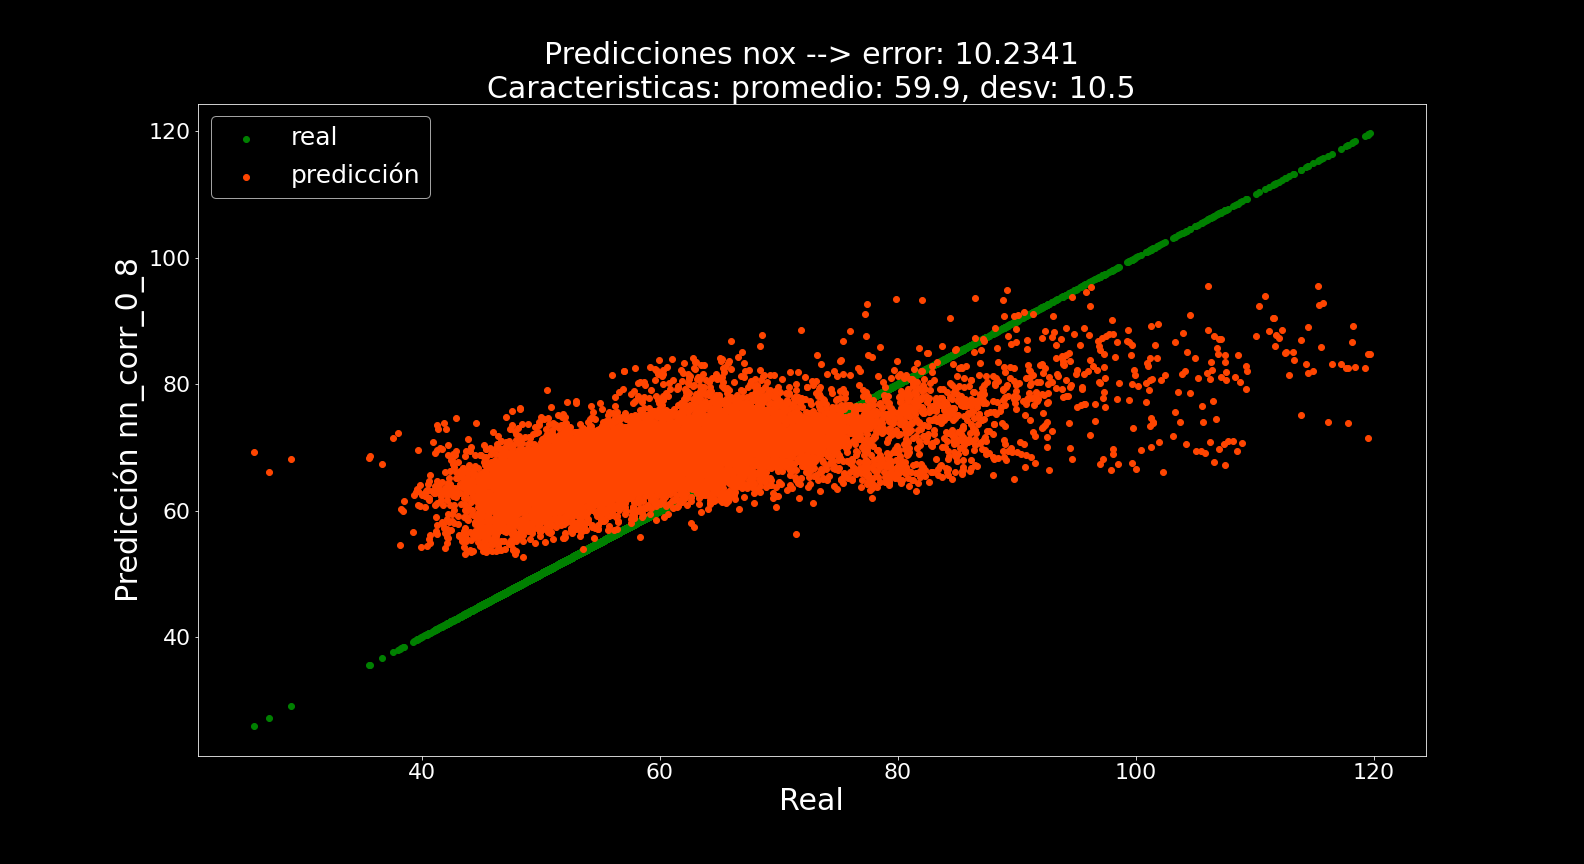 Predicciones nox --> error: 10.2341
Caracteristicas: promedio: 59.9, desv: 10.5
real
predicción
120
100
80
60
40
Predicción nn_corr_0_8
40 60 80 100 120
Real